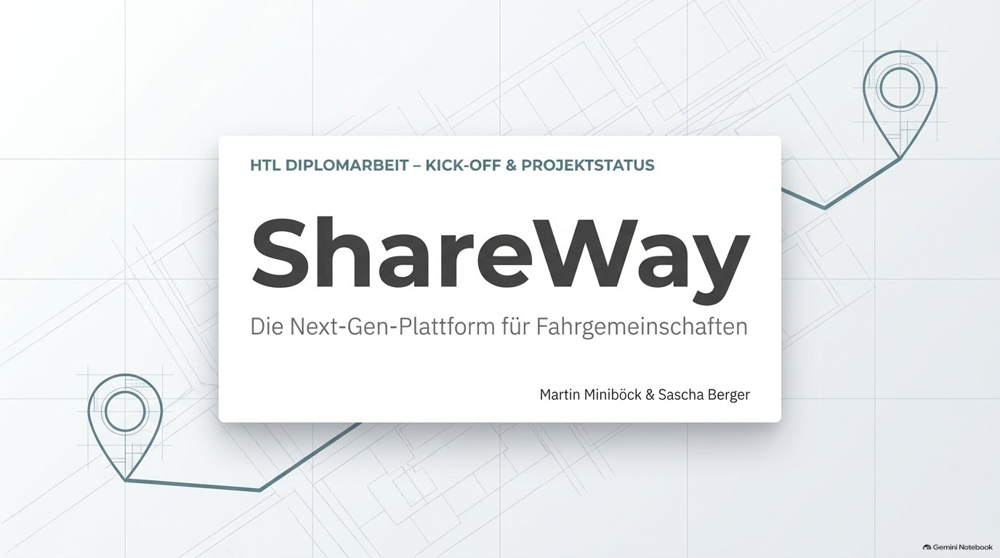 HTL DIPLOMARBEIT – KICK-OFF & PROJEKTSTATUS
ShareWay
Die Next-Gen-Plattform für Fahrgemeinschaften
Martin Miniböck & Sascha Berger
Gemini Notebook